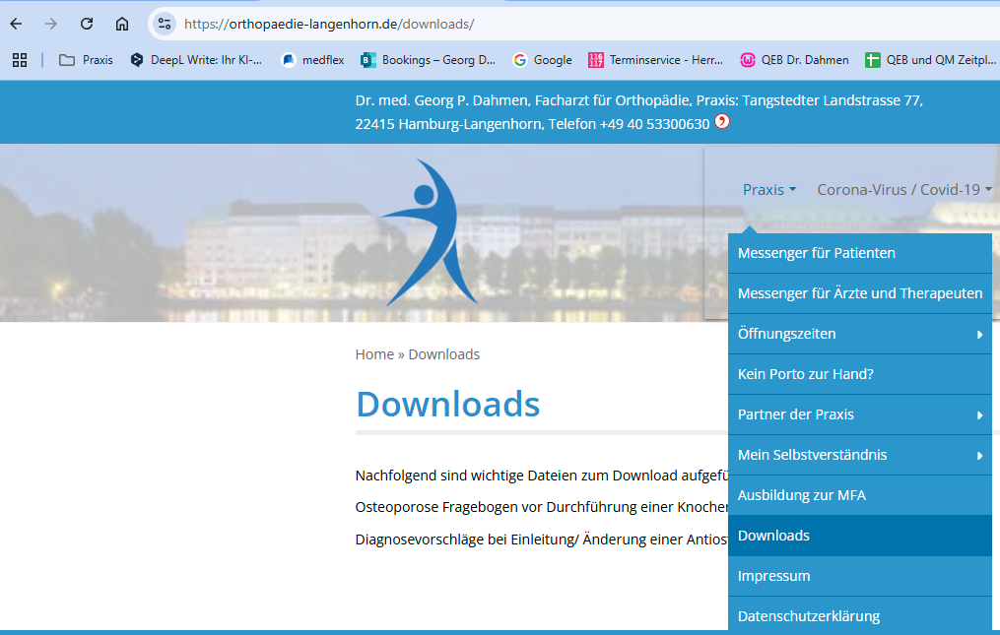 https://orthopaedie-langenhorn.de/downloads/
Praxis DeepL Write: Ihr KI-... medflex Bookings – Georg D... Google Terminservice - Herr... QEB Dr. Dahmen QEB und QM Zeitpl...
Dr. med. Georg P. Dahmen, Facharzt für Orthopädie, Praxis: Tangstedter Landstrasse 77,
22415 Hamburg-Langenhorn, Telefon +49 40 53300630
Praxis Corona-Virus / Covid-19
Messenger für Patienten
Messenger für Ärzte und Therapeuten
Öffnungszeiten
Kein Porto zur Hand?
Partner der Praxis
Mein Selbstverständnis
Ausbildung zur MFA
Downloads
Impressum
Datenschutzerklärung
Home » Downloads
Downloads
Nachfolgend sind wichtige Dateien zum Download aufgefü
Osteoporose Fragebogen vor Durchführung einer Knochen
Diagnosevorschläge bei Einleitung/ Änderung einer Antiost